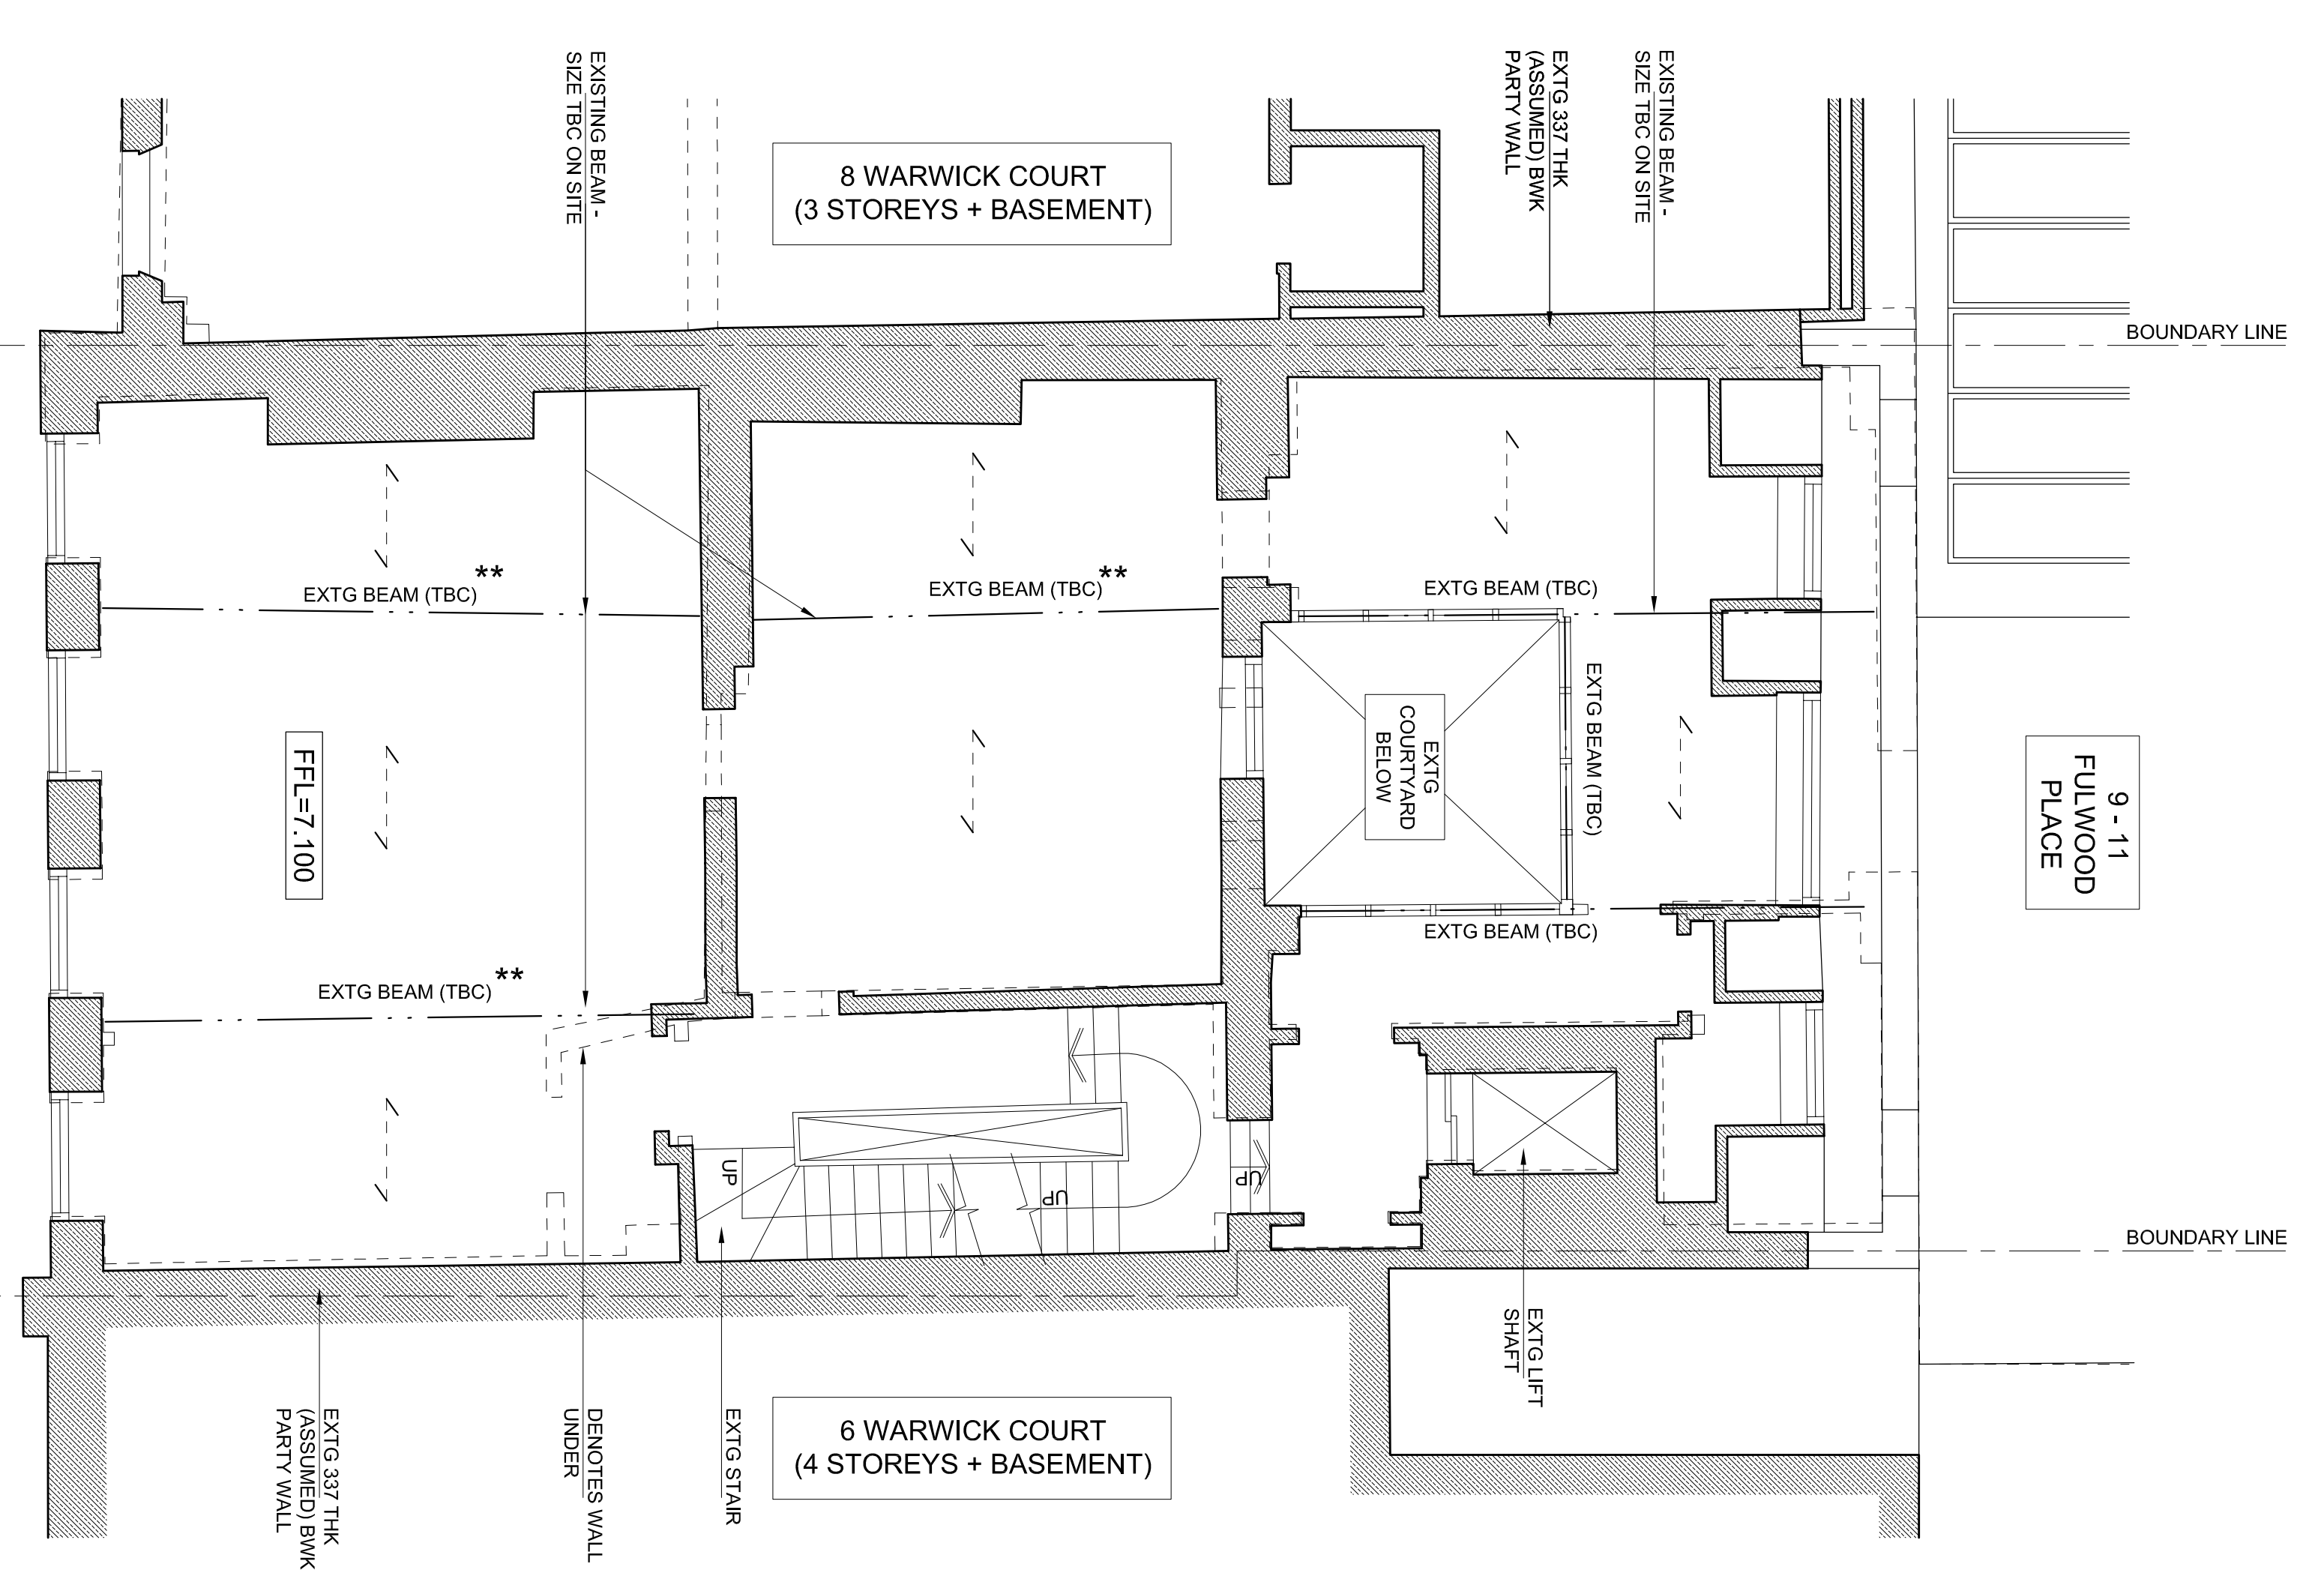 EXISTING BEAM -
SIZE TBC ON SITE
8 WARWICK COURT
(3 STOREYS + BASEMENT)
EXTG 337 THK
(ASSUMED) BWK
PARTY WALL
EXISTING BEAM -
SIZE TBC ON SITE
BOUNDARY LINE
EXTG BEAM (TBC)**
EXTG BEAM (TBC)**
EXTG BEAM (TBC)
EXTG BEAM (TBC)
EXTG
COURTYARD
BELOW
FFL=7.100
9 - 11
FULWOOD
PLACE
EXTG BEAM (TBC)
EXTG BEAM (TBC)**
UP
UP
UP
BOUNDARY LINE
EXTG LIFT
SHAFT
EXTG 337 THK
(ASSUMED) BWK
PARTY WALL
DENOTES WALL
UNDER
EXTG STAIR
6 WARWICK COURT
(4 STOREYS + BASEMENT)